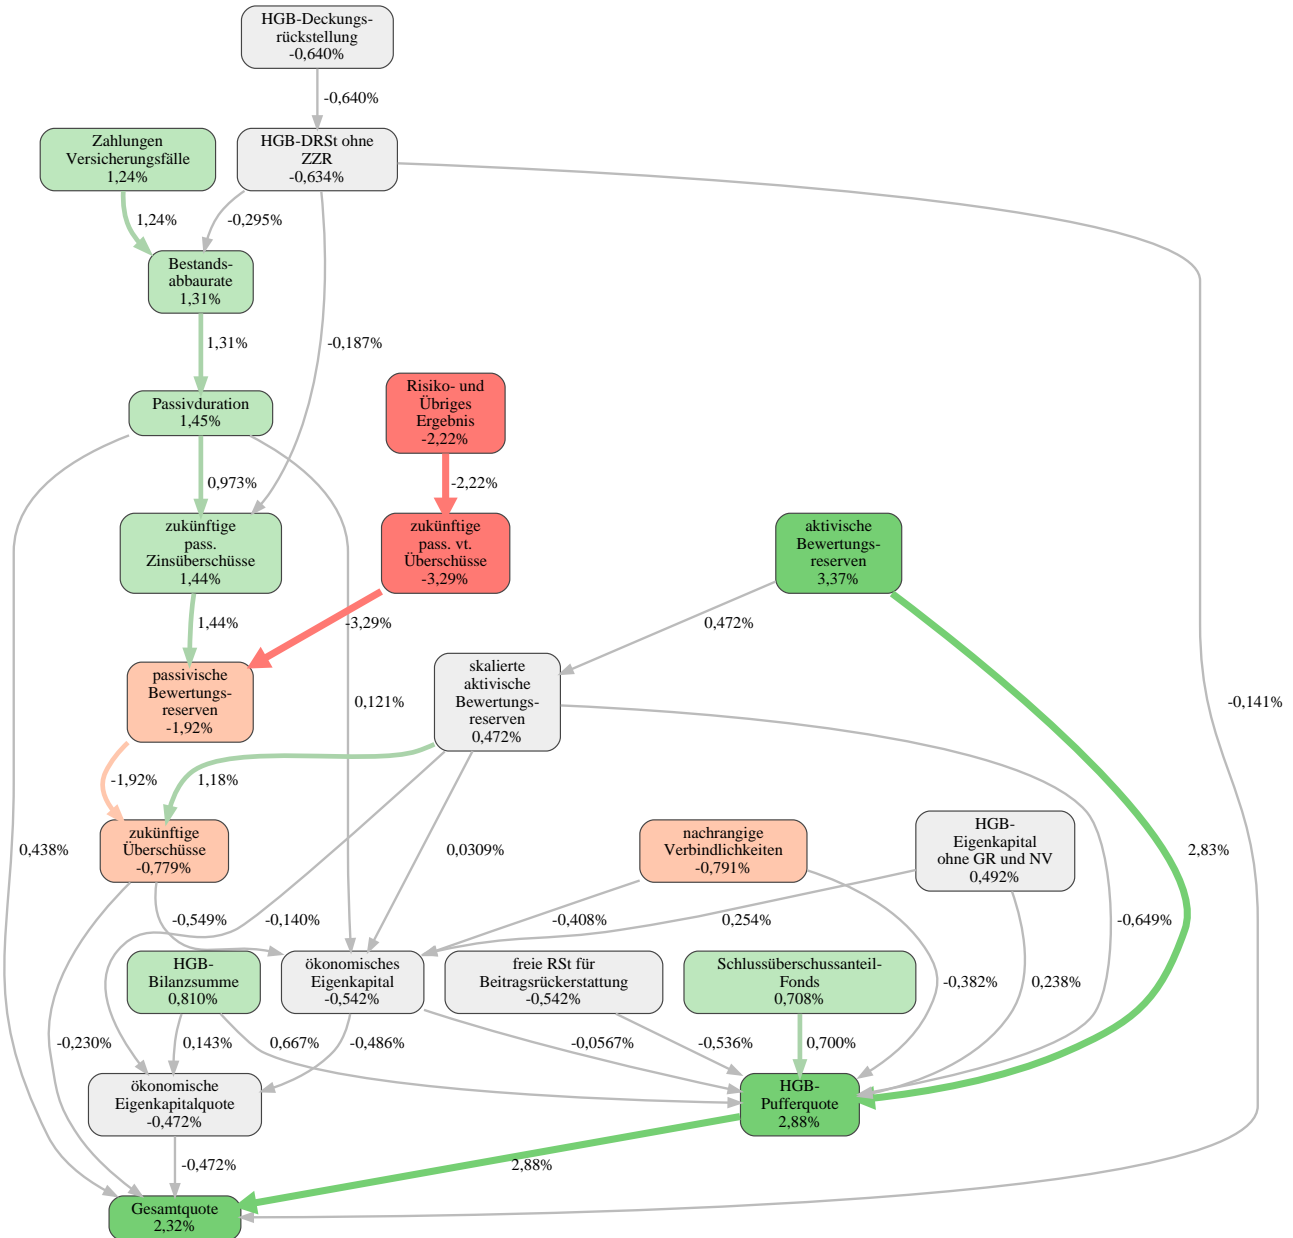 HGB-Deckungs-
rückstellung
-0,640%
-0,640%
Zahlungen
Versicherungsfälle
1,24%
HGB-DRSt ohne
ZZR
-0,634%
1,24%
-0,295%
Bestands-
abbaurate
1,31%
1,31%
-0,187%
Passivduration
1,45%
Risiko- und
Übriges
Ergebnis
-2,22%
0,973%
-2,22%
zukünftige
pass.
Zinsüberschüsse
1,44%
zukünftige
pass. vt.
Überschüsse
-3,29%
aktivische
Bewertungs-
reserven
3,37%
1,44%
-3,29%
0,472%
passivische
Bewertungs-
reserven
-1,92%
skalierte
aktivische
Bewertungs-
reserven
0,472%
0,121%
-0,141%
-1,92%
1,18%
zukünftige
Überschüsse
-0,779%
nachrangige
Verbindlichkeiten
-0,791%
HGB-
Eigenkapital
ohne GR und NV
0,492%
0,438%
0,0309%
2,83%
-0,549%
-0,140%
-0,408%
0,254%
-0,649%
HGB-
Bilanzsumme
0,810%
ökonomisches
Eigenkapital
-0,542%
freie RSt für
Beitragsrückerstattung
-0,542%
Schlussüberschussanteil-
Fonds
0,708%
-0,382%
0,238%
-0,230%
0,143%
0,667%
-0,486%
-0,0567%
-0,536%
0,700%
ökonomische
Eigenkapitalquote
-0,472%
HGB-
Pufferquote
2,88%
-0,472%
2,88%
Gesamtquote
2,32%